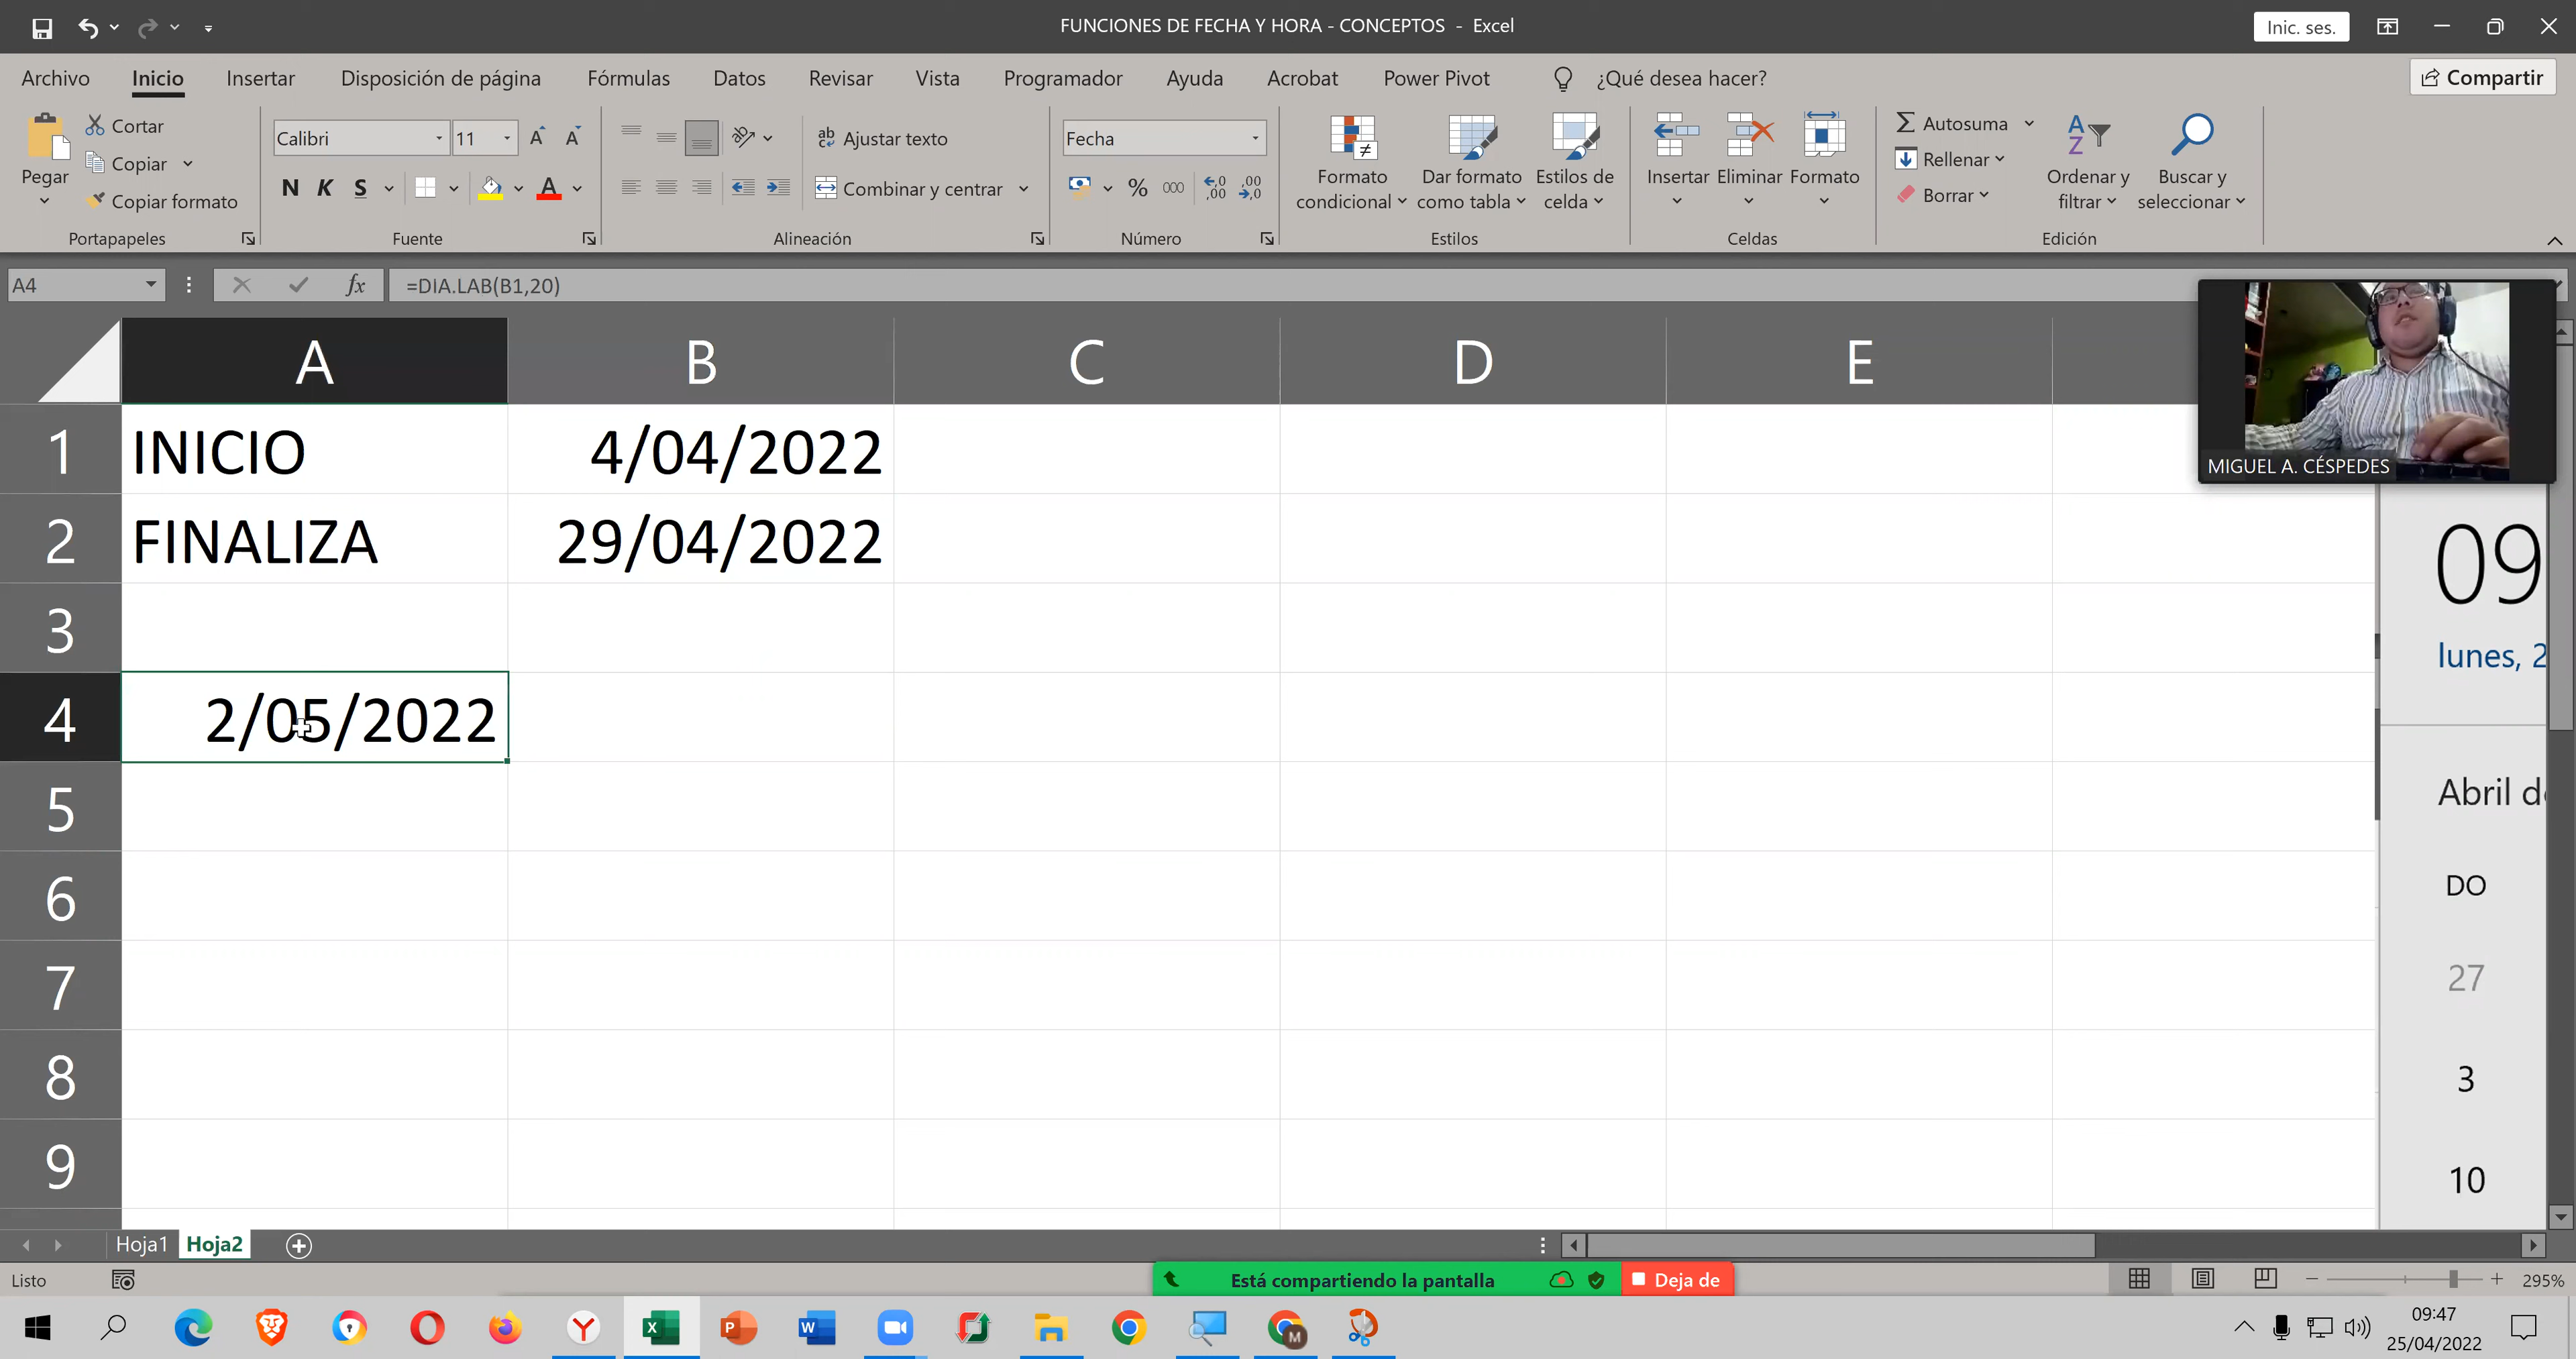 FUNCIONES DE FECHA Y HORA - CONCEPTOS - Excel
Inic. ses.
Archivo Inicio Insertar Disposición de página Fórmulas Datos Revisar Vista Programador Ayuda Acrobat Power Pivot ¿Qué desea hacer? Compartir
Pegar
Cortar
Copiar
Copiar formato
Portapapeles
Calibri 11
N K S
Fuente
Ajustar texto
Combinar y centrar
Alineación
Fecha
% 000
Número
Formato condicional
Dar formato como tabla
Estilos de celda
Estilos
Insertar Eliminar Formato
Celdas
Autosuma
Rellenar
Borrar
Ordenar y filtrar
Buscar y seleccionar
Edición
A4 fx =DIA.LAB(B1,20)
A B C D E
1 INICIO 4/04/2022
2 FINALIZA 29/04/2022
3
4 2/05/2022
5
6
7
8
9
MIGUEL A. CÉSPEDES
09
lunes, 2
Abril de
DO
27
3
10
Hoja1 Hoja2
Listo
Está compartiendo la pantalla Deja de
295%
09:47
25/04/2022